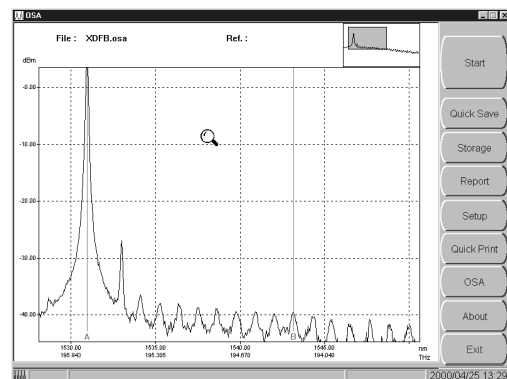 OSA
File : XDFB.osa Ref. :
dBm
-0.00
-10.00
-20.00
-30.00
-40.00
A B
1530.00 1535.00 1540.00 1545.00 nm
195.943 195.305 194.670 194.040 THz
Start
Quick Save
Storage
Report
Setup
Quick Print
OSA
About
Exit
2000/04/25 13:29